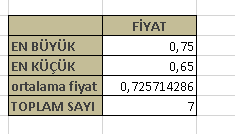 FİYAT
EN BÜYÜK 0,75
EN KÜÇÜK 0,65
ortalama fiyat 0,725714286
TOPLAM SAYI 7